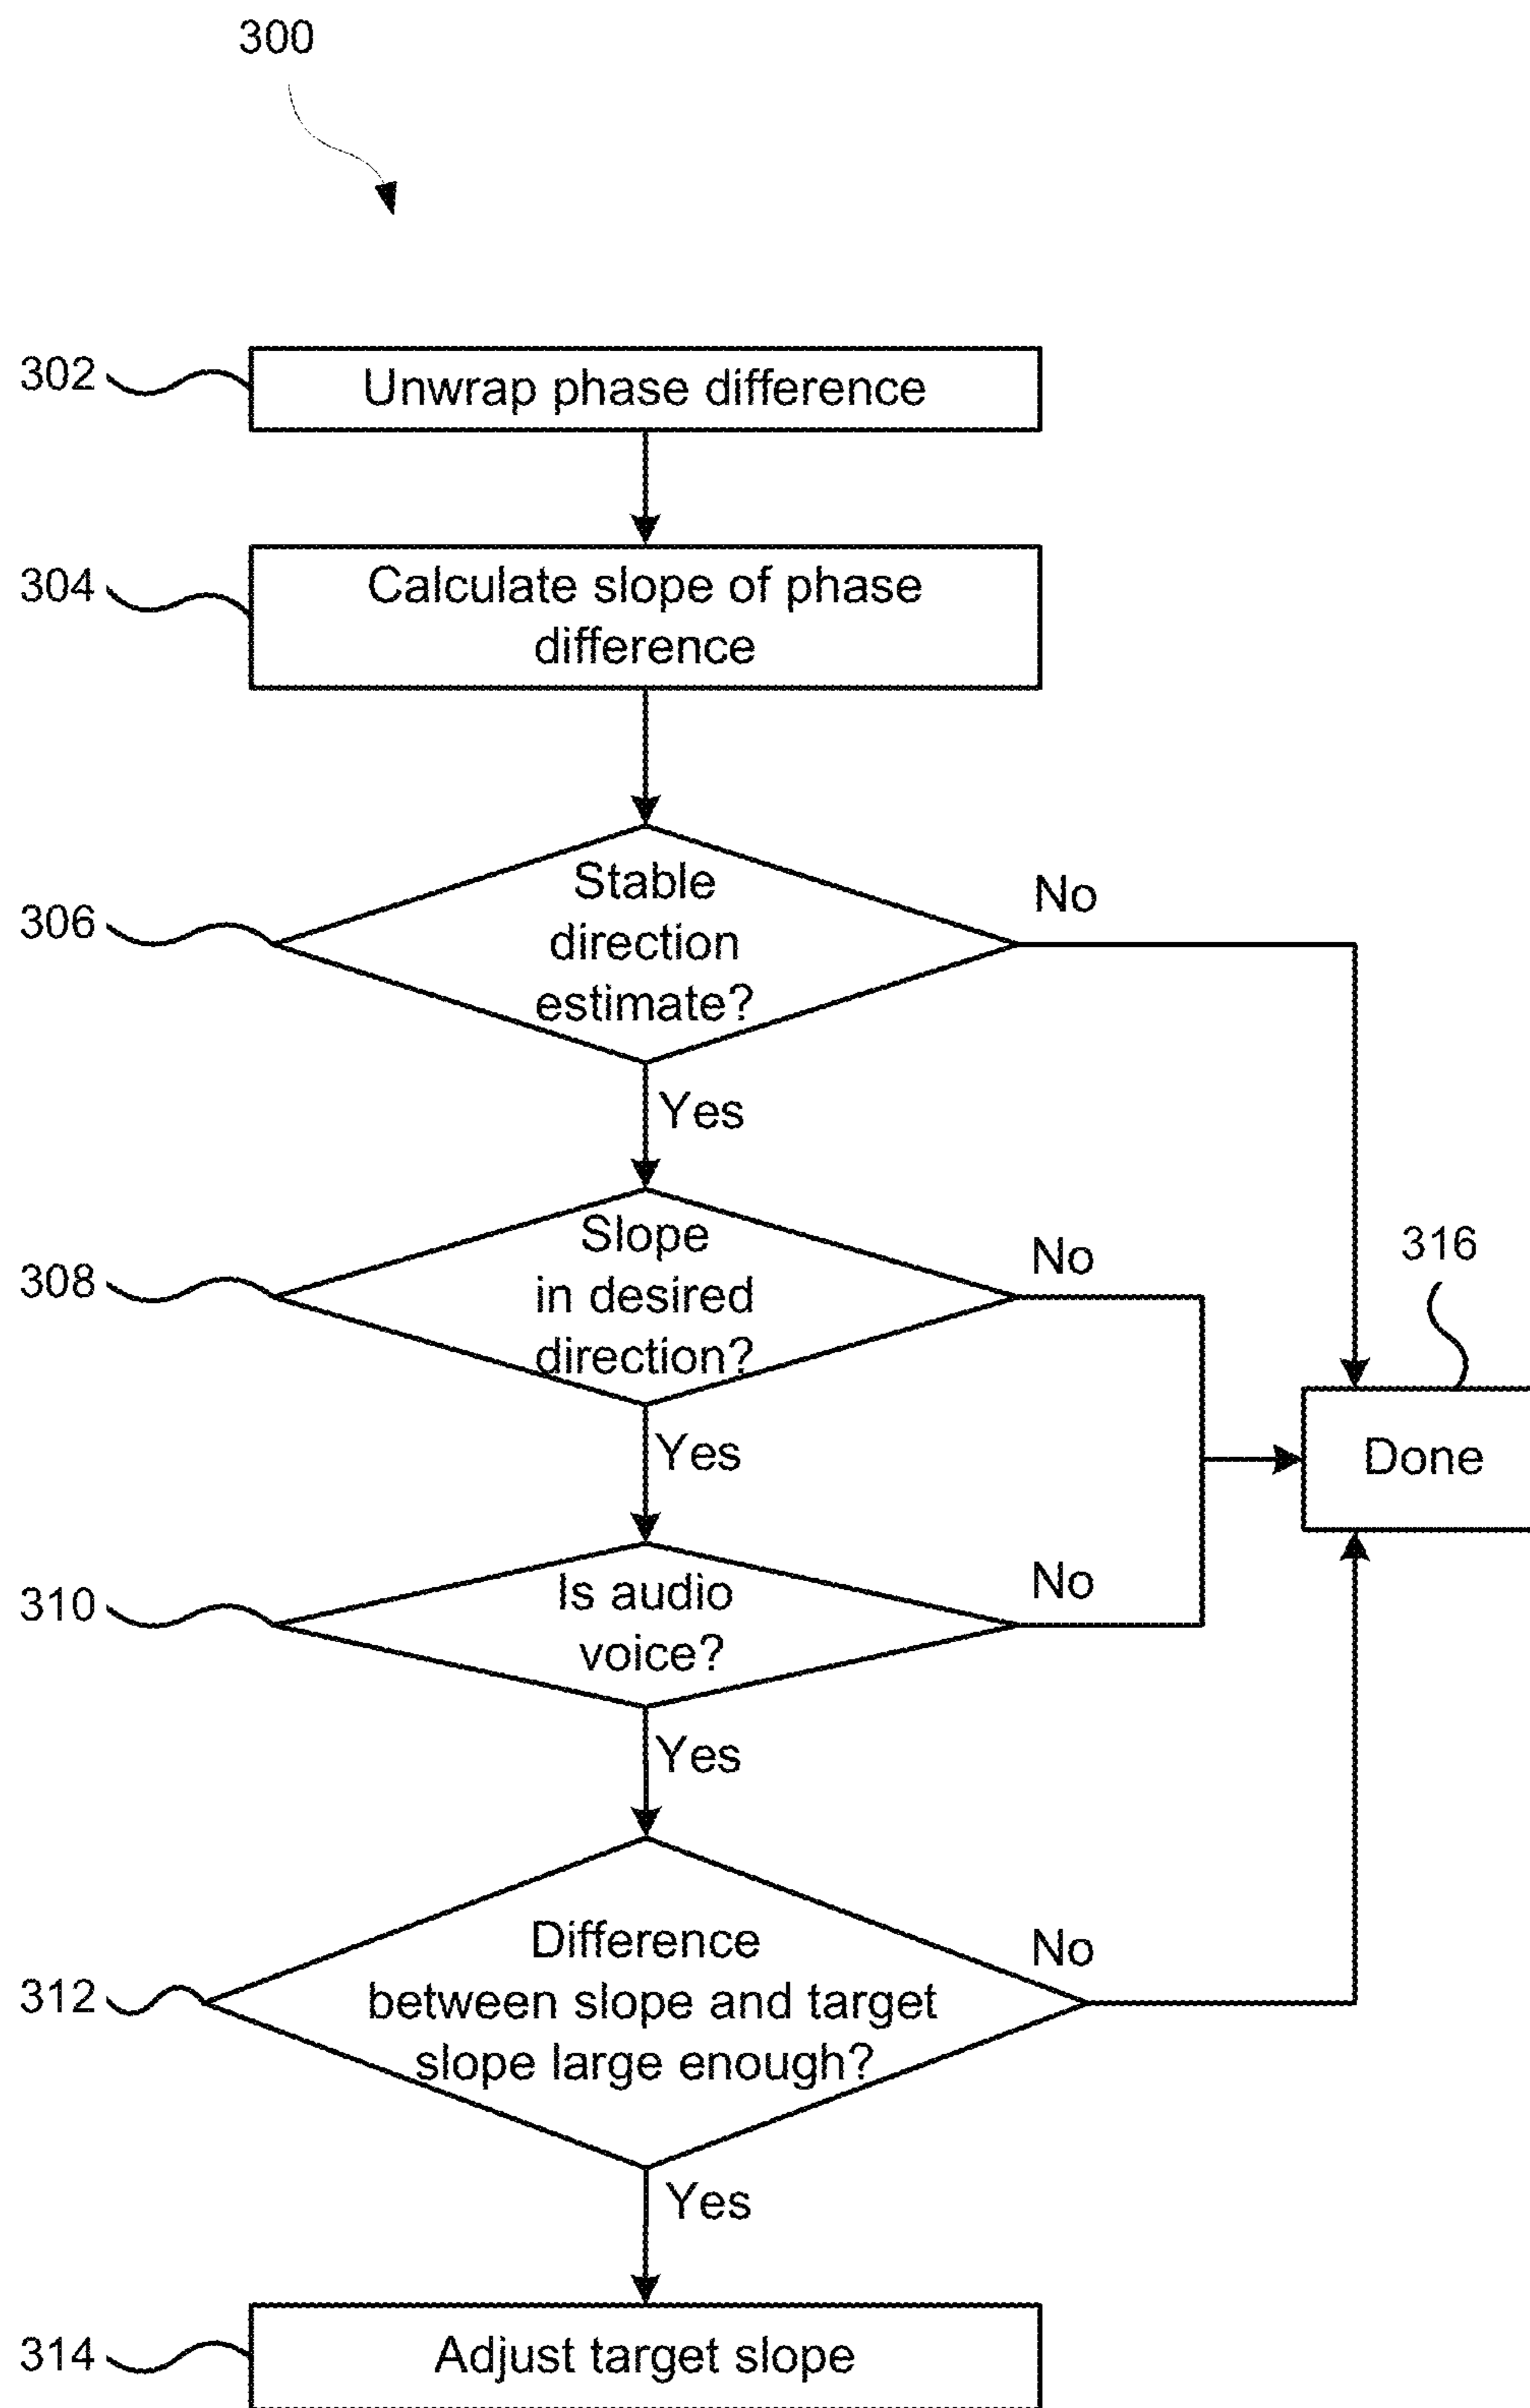 300
302
Unwrap phase difference
304
Calculate slope of phase
difference
306
Stable
direction
estimate?
No
Yes
308
Slope
in desired
direction?
No
316
Done
Yes
310
Is audio
voice?
No
Yes
312
Difference
between slope and target
slope large enough?
No
Yes
314
Adjust target slope